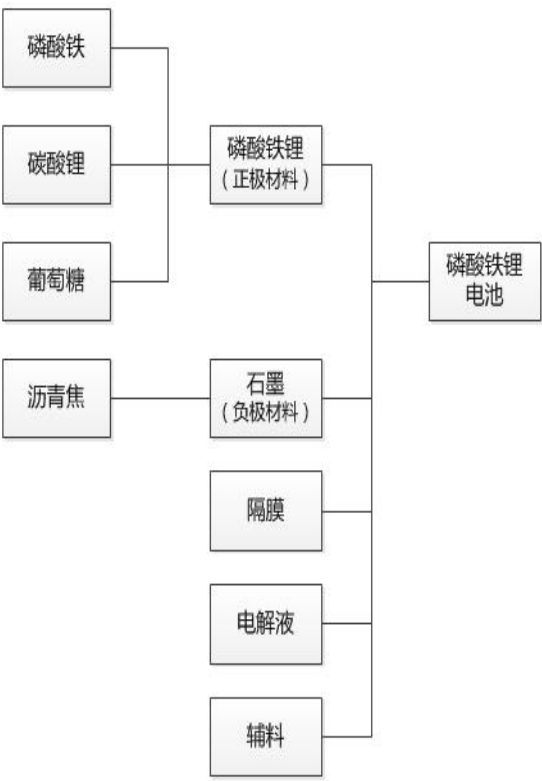 磷酸铁
碳酸锂
葡萄糖
沥青焦
磷酸铁锂
（正极材料）
石墨
（负极材料）
隔膜
电解液
辅料
磷酸铁锂
电池